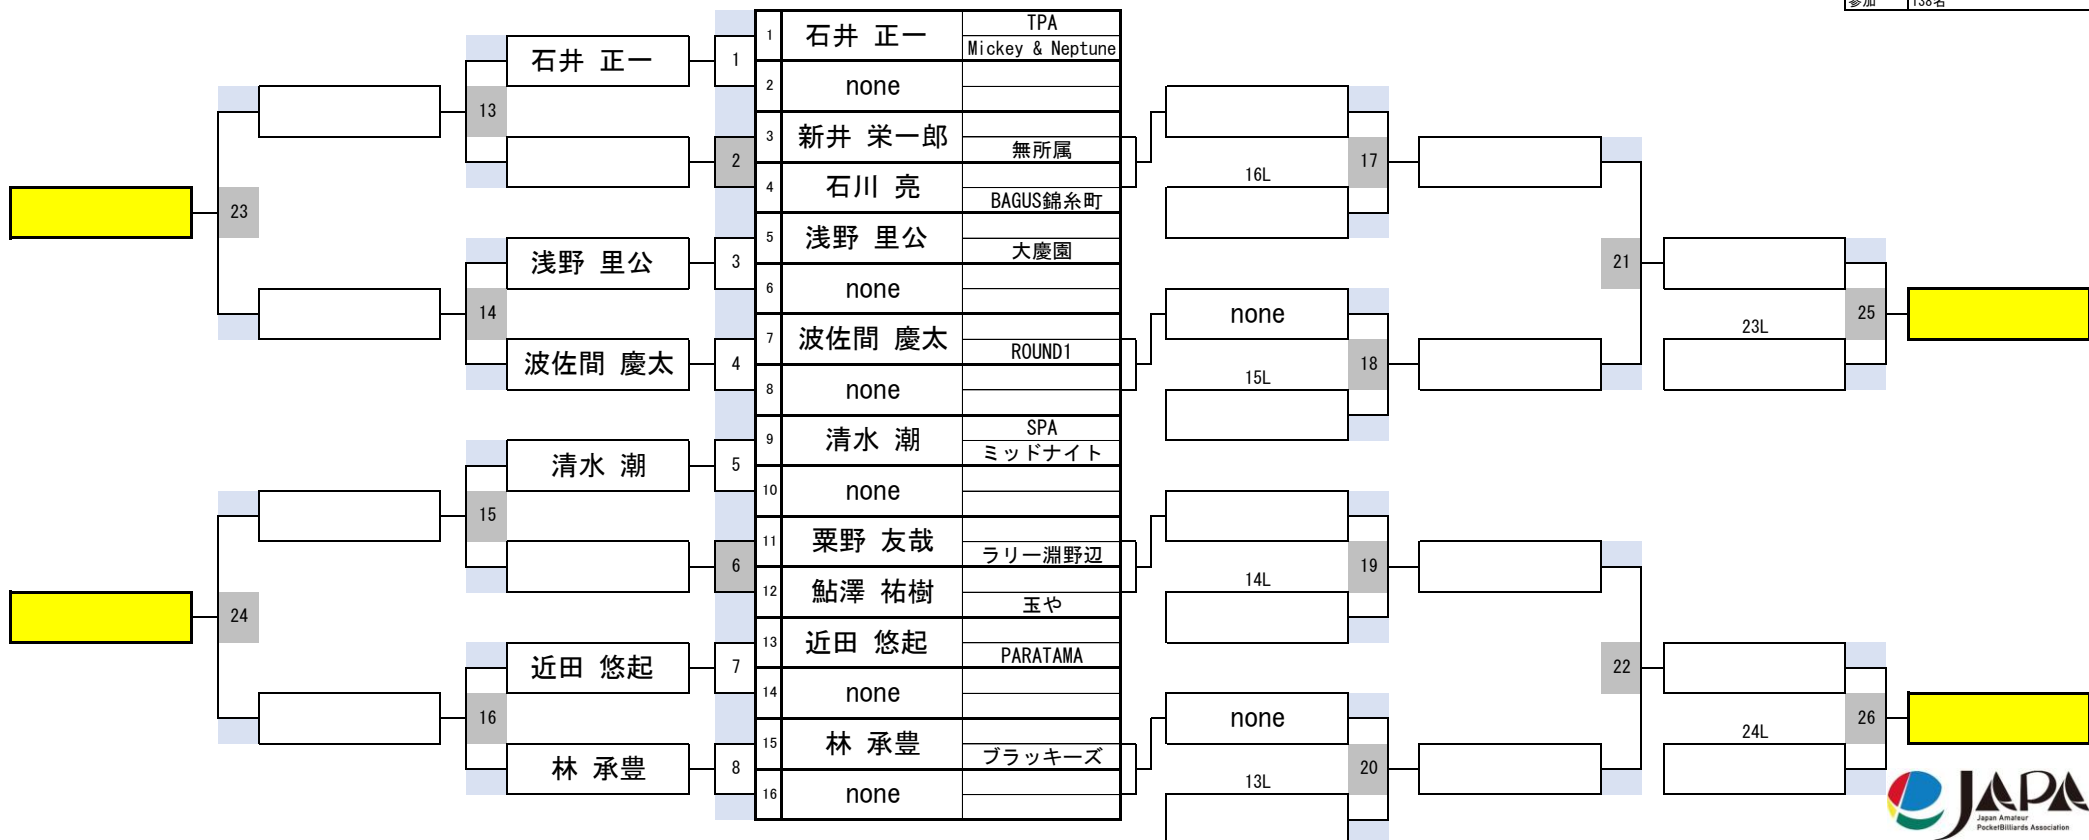 参加 138名
1 石井 正一 TPA
Mickey & Neptune
2 none
3 新井 栄一郎
無所属
4 石川 亮
BAGUS錦糸町
5 浅野 里公
大慶園
6 none
7 波佐間 慶太
ROUND1
8 none
9 清水 潮 SPA
ミッドナイト
10 none
11 粟野 友哉
ラリー淵野辺
12 鮎澤 祐樹
玉や
13 近田 悠起
PARATAMA
14 none
15 林 承豊
ブラッキーズ
16 none
石井 正一 1
13
2
23
浅野 里公 3
14
波佐間 慶太 4
清水 潮 5
15
6
24
近田 悠起 7
16
林 承豊 8
17
16L
21
none
18
15L
23L
25
19
14L
22
none
20
13L
24L
26
JAPA
Japan Amateur
PocketBilliards Association